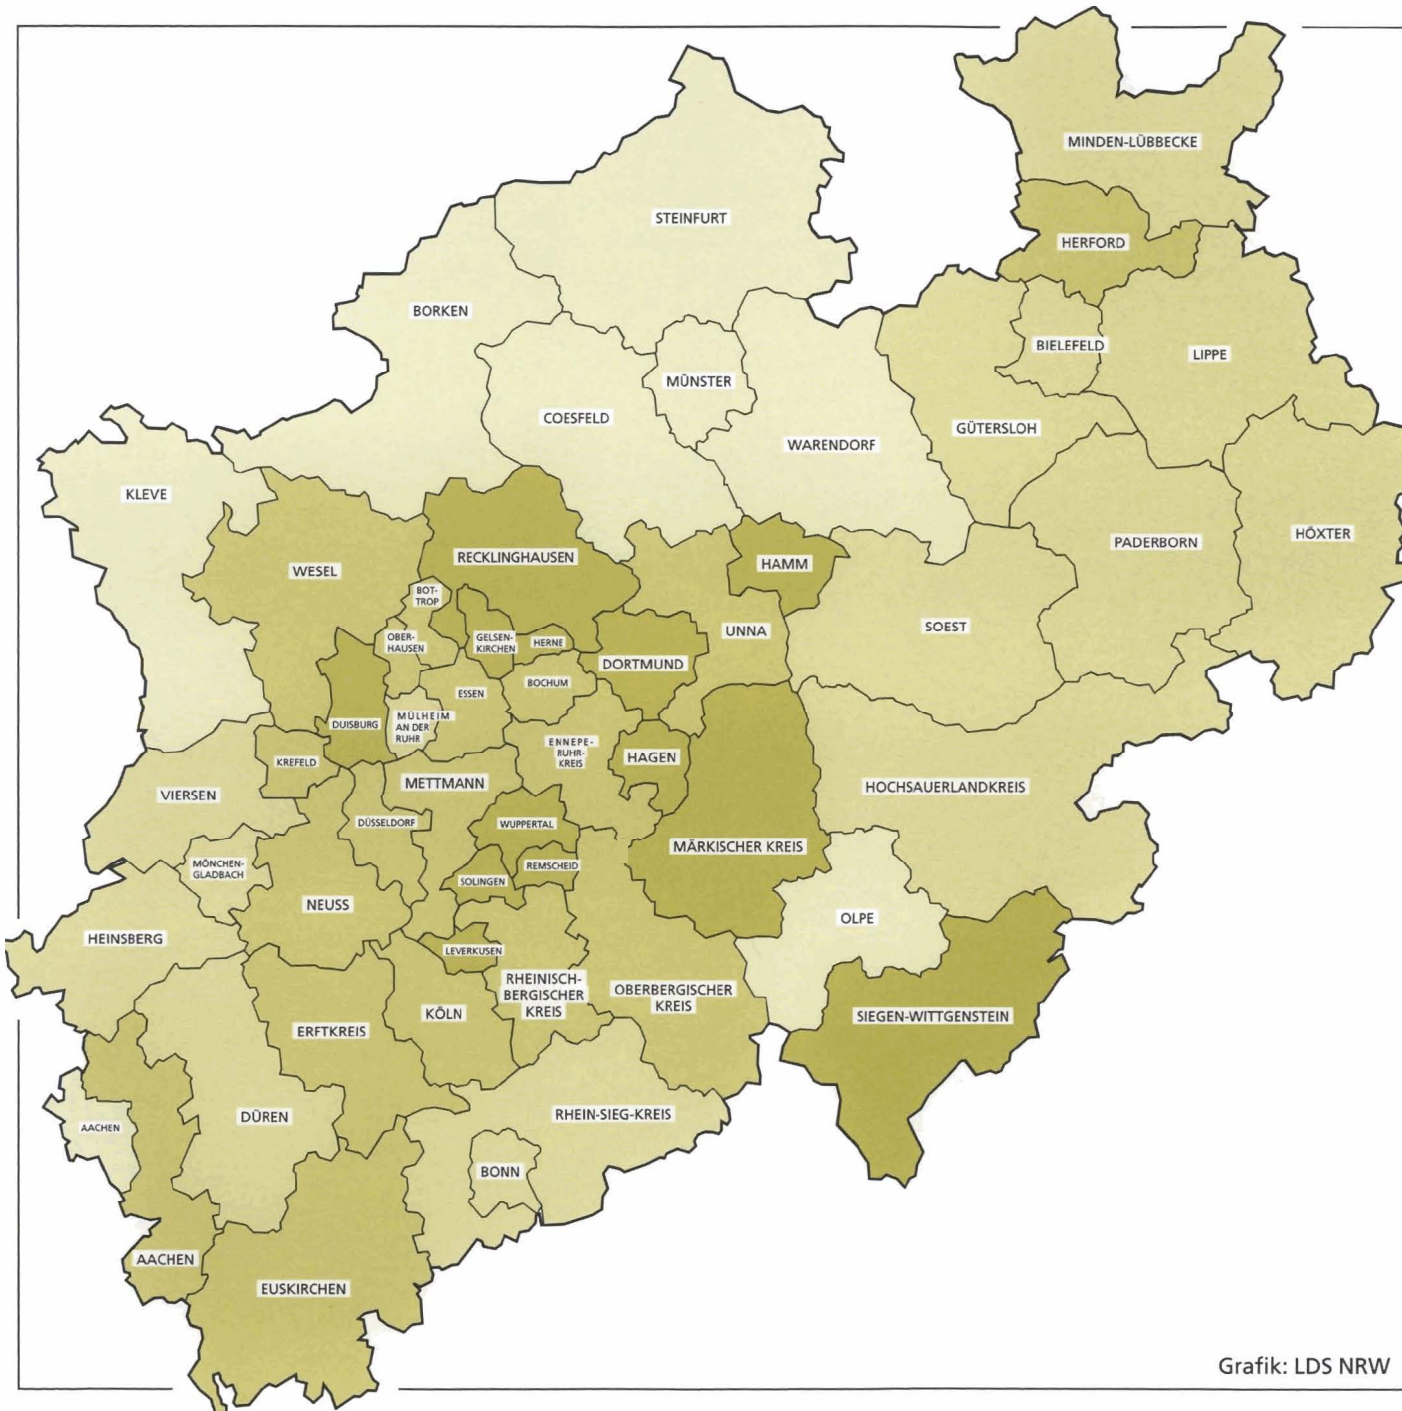 MINDEN-LÜBBECKE
STEINFURT
HERFORD
BORKEN
BIELEFELD
LIPPE
MÜNSTER
COESFELD
GÜTERSLOH
WARENDORF
KLEVE
HÖXTER
PADERBORN
RECKLINGHAUSEN
HAMM
WESEL
BOT-
TROP
UNNA
SOEST
OBER-
HAUSEN
GELSEN-
KIRCHEN
HERNE
DORTMUND
BOCHUM
ESSEN
DUISBURG
MÜLHEIM
AN DER
RUHR
ENNEPE-
RUHR-
KREIS
HAGEN
KREFELD
METTMANN
HOCHSAUERLANDKREIS
VIERSEN
DÜSSELDORF
WUPPERTAL
MÄRKISCHER KREIS
MÖNCHEN-
GLADBACH
REMSCHEID
SOLINGEN
NEUSS
OLPE
HEINSBERG
LEVERKUSEN
RHEINISCH-
BERGISCHER
KREIS
OBERBERGISCHER
KREIS
KÖLN
SIEGEN-WITTGENSTEIN
ERFTKREIS
DÜREN
RHEIN-SIEG-KREIS
AACHEN
BONN
AACHEN
EUSKIRCHEN
Grafik: LDS NRW